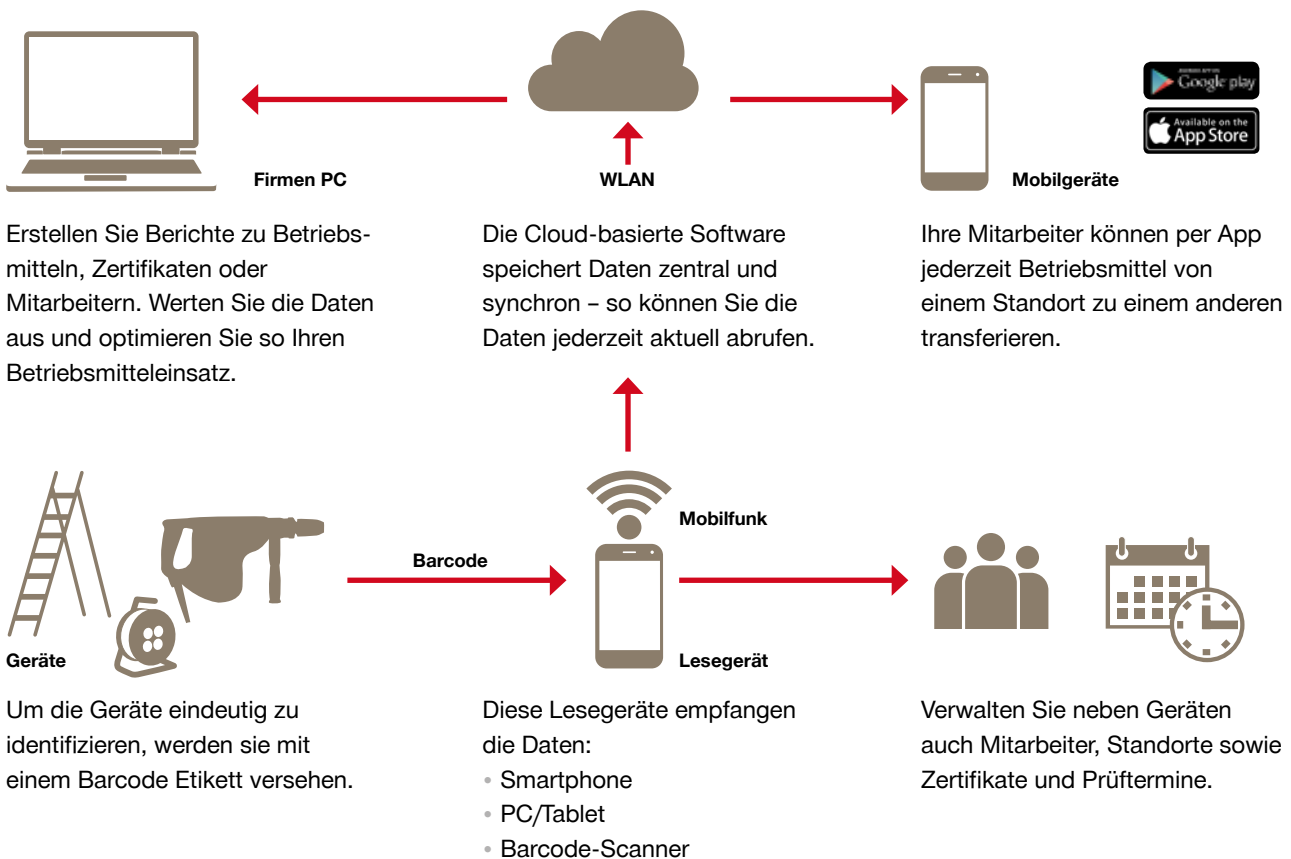 ANDROID APP ON
Google play
Available on the
App Store
Firmen PC
WLAN
Mobilgeräte
Erstellen Sie Berichte zu Betriebs-
mitteln, Zertifikaten oder
Mitarbeitern. Werten Sie die Daten
aus und optimieren Sie so Ihren
Betriebsmitteleinsatz.
Die Cloud-basierte Software
speichert Daten zentral und
synchron – so können Sie die
Daten jederzeit aktuell abrufen.
Ihre Mitarbeiter können per App
jederzeit Betriebsmittel von
einem Standort zu einem anderen
transferieren.
Mobilfunk
Barcode
Geräte
Lesegerät
Um die Geräte eindeutig zu
identifizieren, werden sie mit
einem Barcode Etikett versehen.
Diese Lesegeräte empfangen
die Daten:
• Smartphone
• PC/Tablet
• Barcode-Scanner
Verwalten Sie neben Geräten
auch Mitarbeiter, Standorte sowie
Zertifikate und Prüftermine.